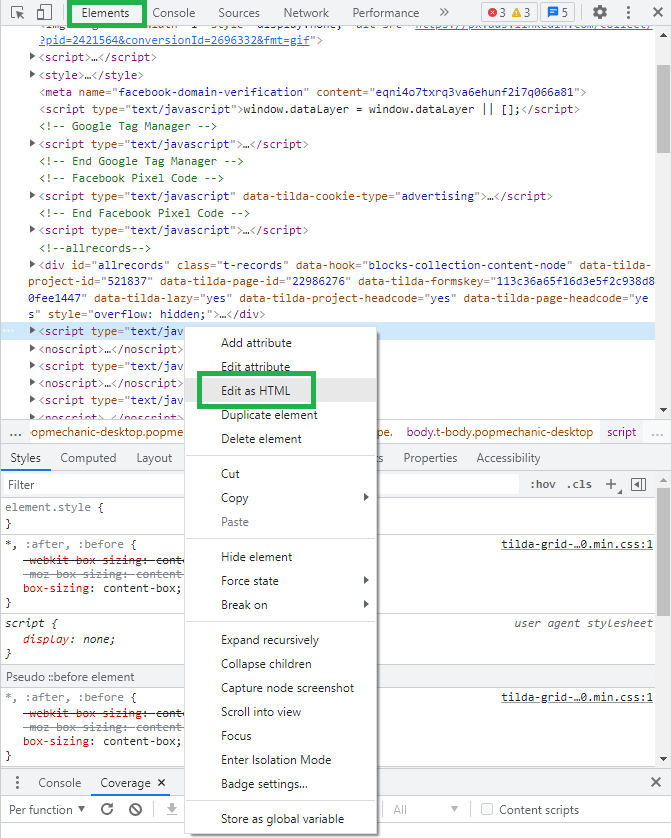 Elements Console Sources Network Performance » 3 3 5
?pid=2421564&conversionId=2696332&fmt=gif">
<script>…</script>
<style>…</style>
<meta name="facebook-domain-verification" content="eqni4o7txrq3va6ehunf2i7q066a81">
<script type="text/javascript">window.dataLayer = window.dataLayer || [];</script>
<!-- Google Tag Manager -->
<script type="text/javascript">…</script>
<!-- End Google Tag Manager -->
<!-- Facebook Pixel Code -->
<script type="text/javascript" data-tilda-cookie-type="advertising">…</script>
<!-- End Facebook Pixel Code -->
<script type="text/javascript">…</script>
<!--allrecords-->
<div id="allrecords" class="t-records" data-hook="blocks-collection-content-node" data-tilda-
project-id="521837" data-tilda-page-id="22986276" data-tilda-formskey="113c36a65f16d3e5f2c938d8
0fee1447" data-tilda-lazy="yes" data-tilda-project-headcode="yes" data-tilda-page-headcode="ye
s" style="overflow: hidden;">…</div>
<script type="text/jav
<noscript>…</noscript>
<script type="text/jav
<noscript>…</noscript>
<script type="text/jav
<noscript>…</noscript>
Add attribute
Edit attribute
Edit as HTML
Duplicate element
Delete element
Cut
Copy
Paste
Hide element
Force state
Break on
Expand recursively
Collapse children
Capture node screenshot
Scroll into view
Focus
Enter Isolation Mode
Badge settings...
Store as global variable
... popmechanic-desktop.popme pe. body.t-body.popmechanic-desktop script ...
Styles Computed Layout ts Properties Accessibility
Filter :hov .cls +
element.style {
}
*, :after, :before { tilda-grid-…0.min.css:1
-webkit-box-sizing: conte
-moz-box-sizing: content
box-sizing: content-box;
}
script { user agent stylesheet
display: none;
}
Pseudo ::before element
*, :after, :before { tilda-grid-…0.min.css:1
-webkit-box-sizing: conte
-moz-box-sizing: content
box-sizing: content-box;
}
Console Coverage ×
Per function All Content scripts